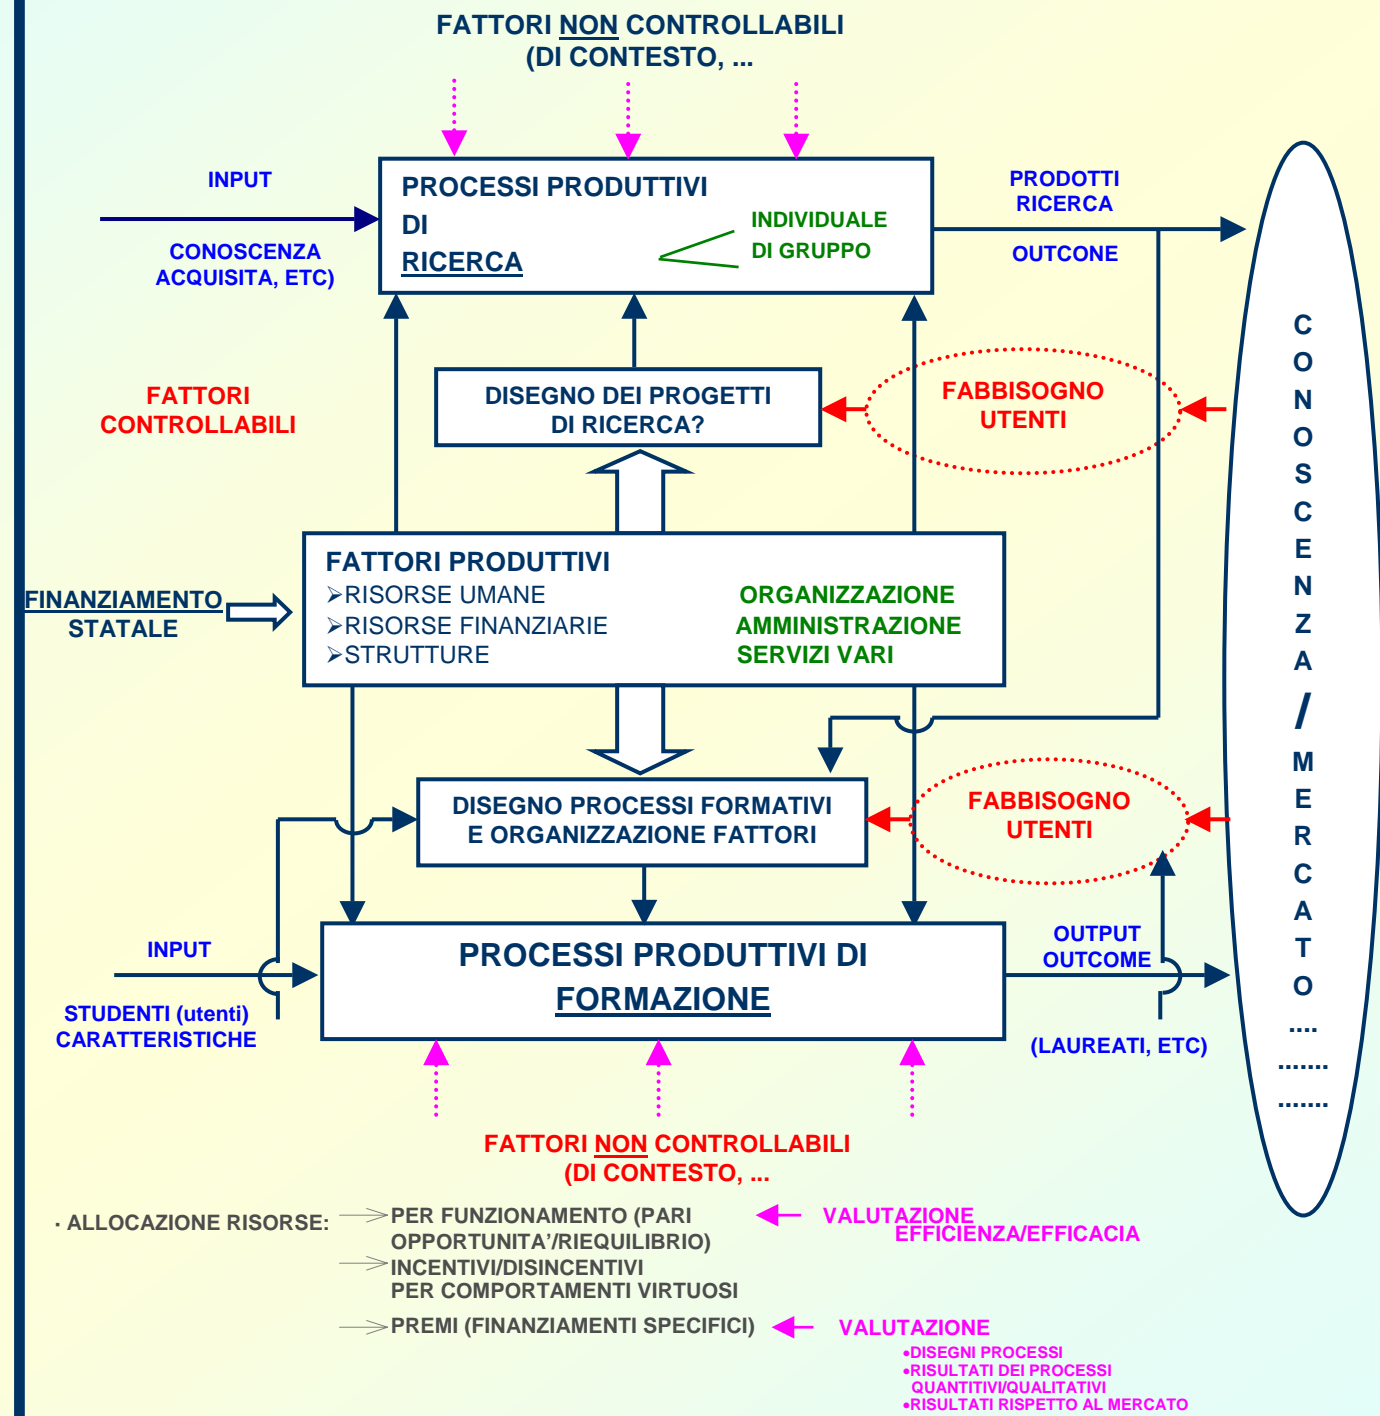 FATTORI NON CONTROLLABILI
(DI CONTESTO, ...
INPUT
CONOSCENZA
ACQUISITA, ETC)
PROCESSI PRODUTTIVI
DI
RICERCA
INDIVIDUALE
DI GRUPPO
PRODOTTI
RICERCA
OUTCONE
FATTORI
CONTROLLABILI
DISEGNO DEI PROGETTI
DI RICERCA?
FABBISOGNO
UTENTI
FINANZIAMENTO
STATALE
FATTORI PRODUTTIVI
➢RISORSE UMANE
➢RISORSE FINANZIARIE
➢STRUTTURE
ORGANIZZAZIONE
AMMINISTRAZIONE
SERVIZI VARI
DISEGNO PROCESSI FORMATIVI
E ORGANIZZAZIONE FATTORI
FABBISOGNO
UTENTI
INPUT
STUDENTI (utenti)
CARATTERISTICHE
PROCESSI PRODUTTIVI DI
FORMAZIONE
OUTPUT
OUTCOME
(LAUREATI, ETC)
C
O
N
O
S
C
E
N
Z
A
/
M
E
R
C
A
T
O
....
.......
.......
FATTORI NON CONTROLLABILI
(DI CONTESTO, ...
· ALLOCAZIONE RISORSE:
PER FUNZIONAMENTO (PARI
OPPORTUNITA'/RIEQUILIBRIO)
INCENTIVI/DISINCENTIVI
PER COMPORTAMENTI VIRTUOSI
PREMI (FINANZIAMENTI SPECIFICI)
VALUTAZIONE
EFFICIENZA/EFFICACIA
VALUTAZIONE
•DISEGNI PROCESSI
•RISULTATI DEI PROCESSI
QUANTITIVI/QUALITATIVI
•RISULTATI RISPETTO AL MERCATO